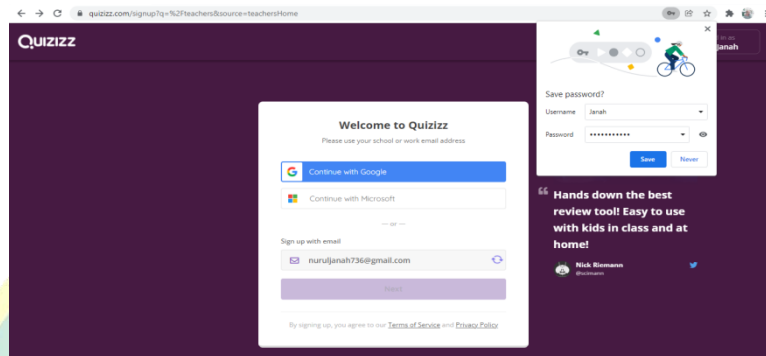 quizizz.com/signup?q=%2Fteachers&source=teachersHome
QUIZIZZ
in as
Janah
Save password?
Username Janah
Password •••••••••••
Save Never
Welcome to Quizizz
Please use your school or work email address
G Continue with Google
Continue with Microsoft
— or —
Sign up with email
nuruljanah736@gmail.com
Next
By signing up, you agree to our Terms of Service and Privacy Policy
“ Hands down the best
review tool! Easy to use
with kids in class and at
home!
Nick Riemann